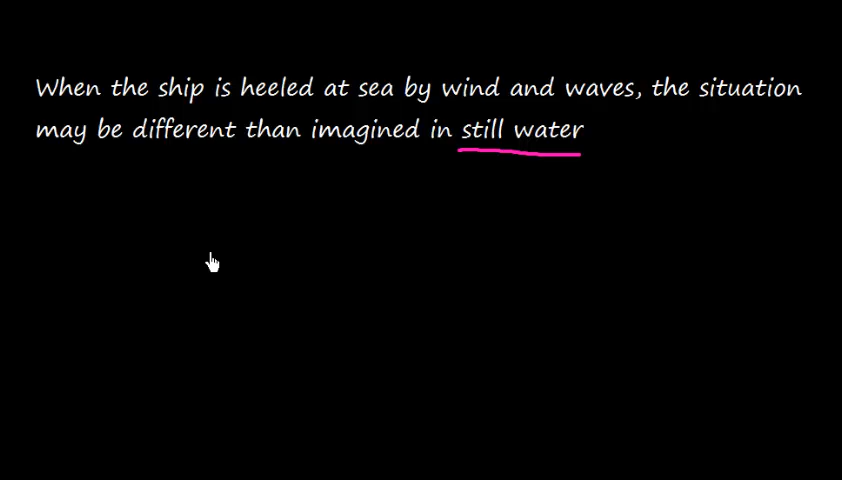 When the ship is heeled at sea by wind and waves, the situation
may be different than imagined in still water